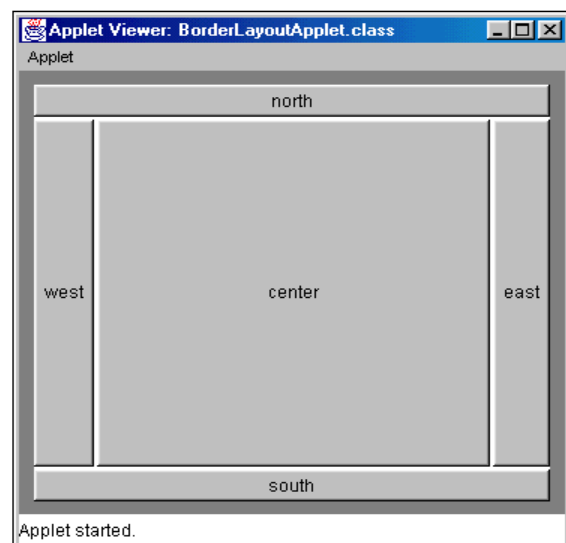 Applet Viewer: BorderLayoutApplet.class
Applet
north
west center east
south
Applet started.